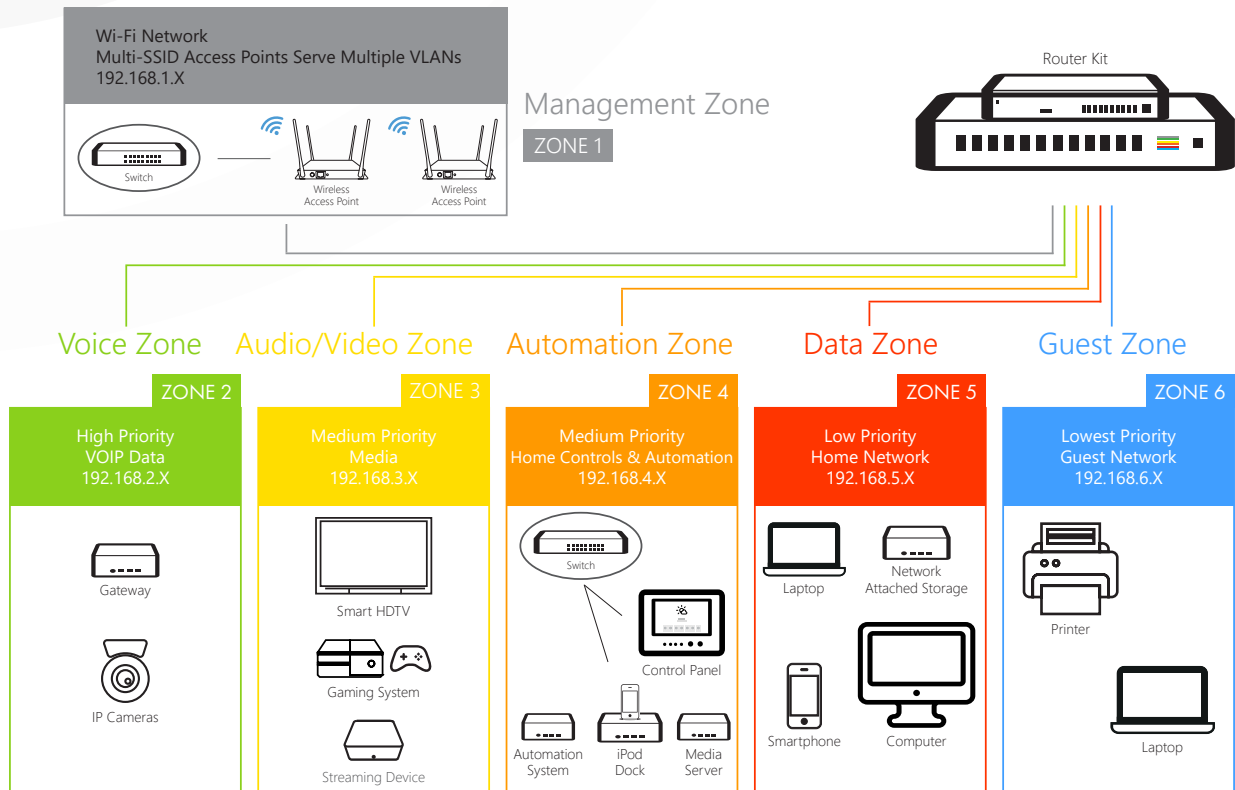 Wi-Fi Network
Multi-SSID Access Points Serve Multiple VLANs
192.168.1.X
Switch
Wireless
Access Point
Wireless
Access Point
Management Zone
ZONE 1
Router Kit
Voice Zone
ZONE 2
High Priority
VOIP Data
192.168.2.X
Gateway
IP Cameras
Audio/Video Zone
ZONE 3
Medium Priority
Media
192.168.3.X
Smart HDTV
Gaming System
Streaming Device
Automation Zone
ZONE 4
Medium Priority
Home Controls & Automation
192.168.4.X
Switch
Control Panel
Automation
System
iPod
Dock
Media
Server
Data Zone
ZONE 5
Low Priority
Home Network
192.168.5.X
Laptop
Network
Attached Storage
Smartphone
Computer
Guest Zone
ZONE 6
Lowest Priority
Guest Network
192.168.6.X
Printer
Laptop